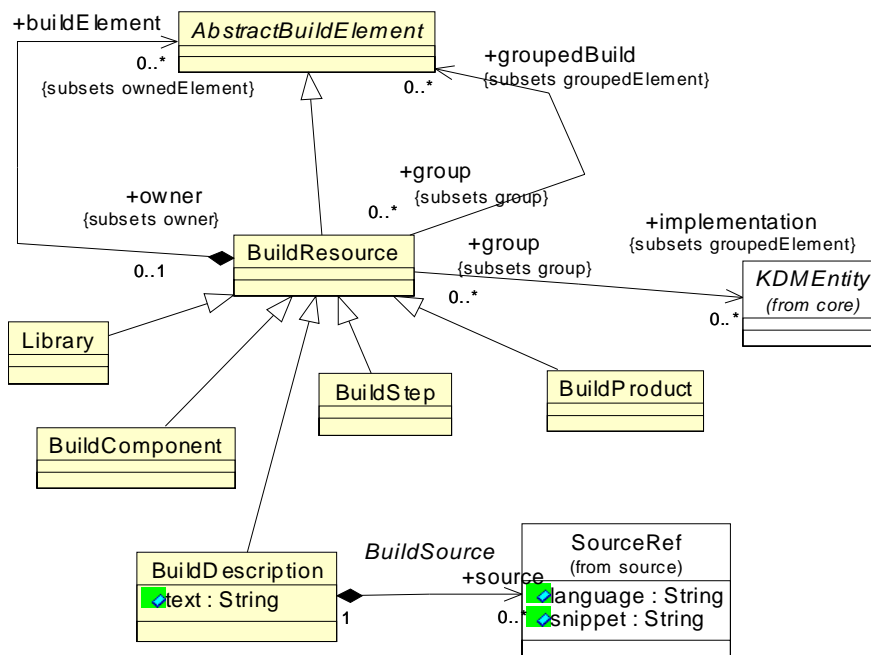 +buildElement
AbstractBuildElement
+groupedBuild
0..*
{subsets groupedElement}
{subsets ownedElement}
0..*
+owner
{subsets owner}
+group
{subsets group}
0..*
+implementation
{subsets groupedElement}
BuildResource
+group
{subsets group}
0..1
0..*
KDMEntity
(from core)
0..*
Library
BuildStep
BuildProduct
BuildComponent
BuildDescription
text : String
BuildSource
+source
1
0..*
SourceRef
(from source)
language : String
snippet : String